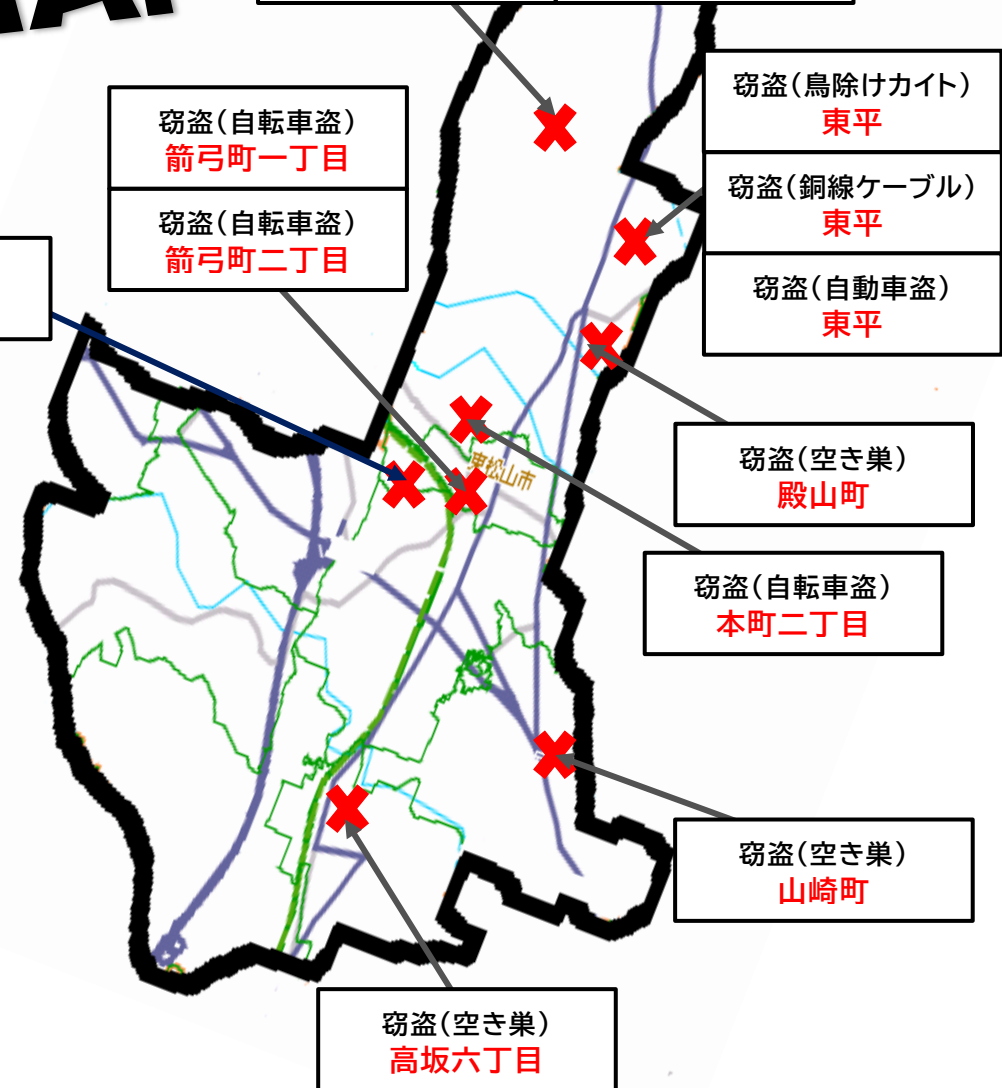 窃盗(鳥除けカイト)
東平
窃盗(自転車盗)
箭弓町一丁目
窃盗(銅線ケーブル)
東平
窃盗(自転車盗)
箭弓町二丁目
窃盗(自動車盗)
東平
窃盗(空き巣)
殿山町
東松山市
窃盗(自転車盗)
本町二丁目
窃盗(空き巣)
山崎町
窃盗(空き巣)
高坂六丁目